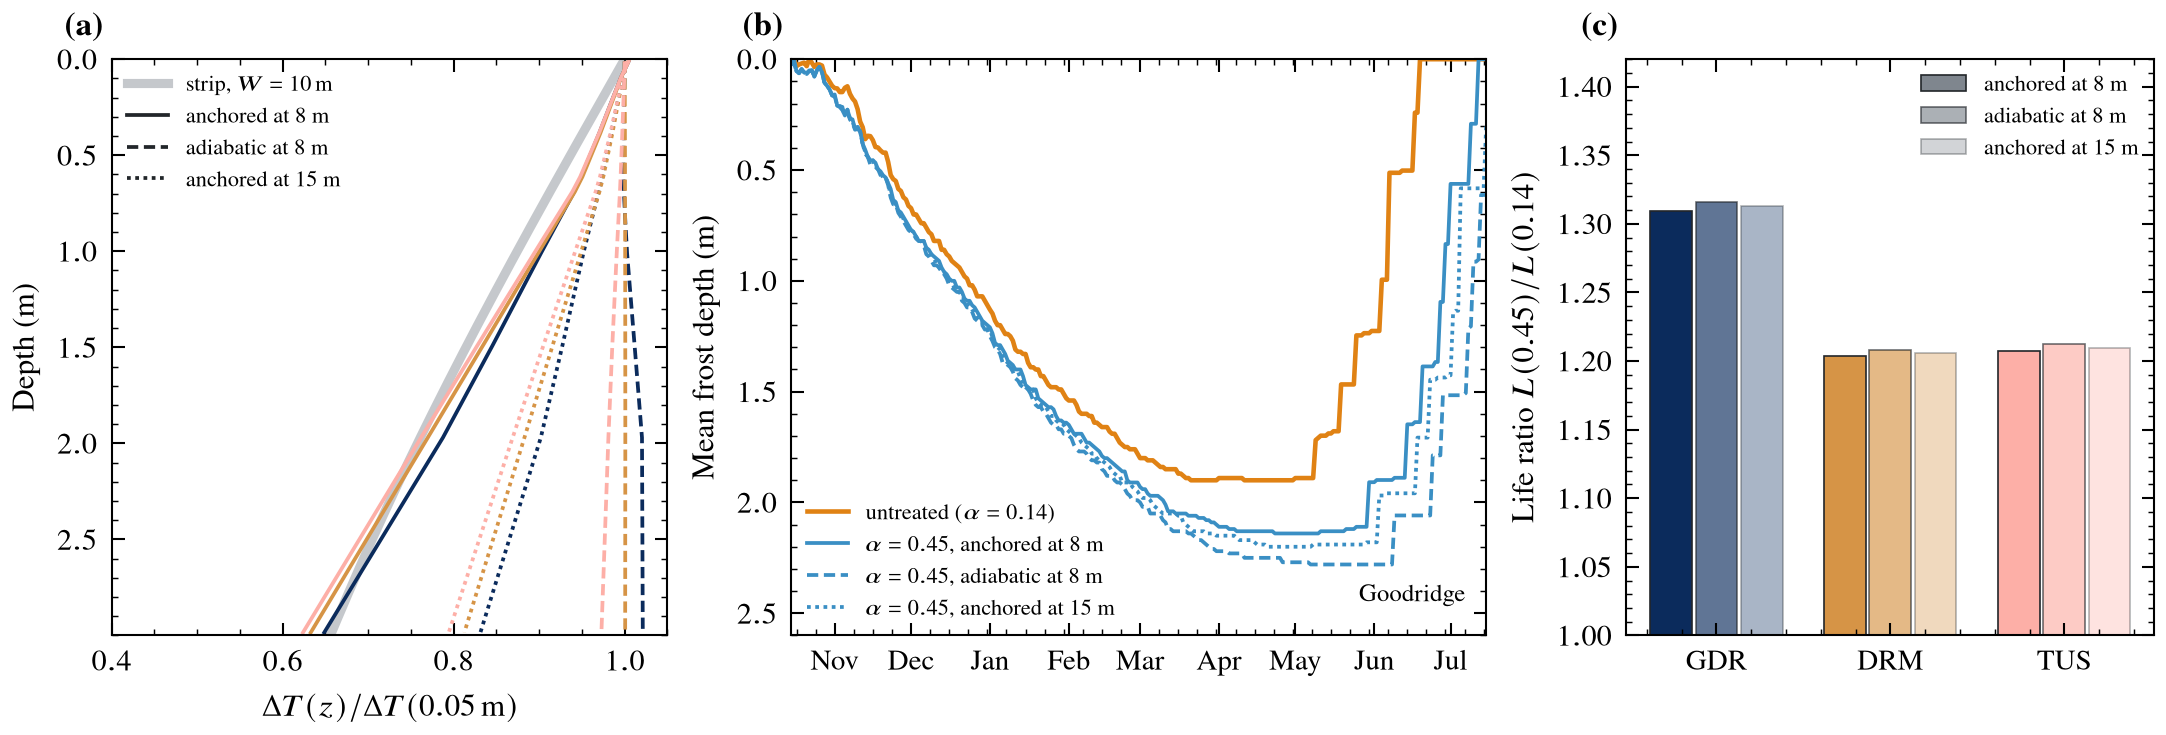 (a)
strip, W = 10 m
anchored at 8 m
adiabatic at 8 m
anchored at 15 m
0.0
0.5
1.0
1.5
2.0
2.5
Depth (m)
0.4 0.6 0.8 1.0
ΔT(z)/ΔT(0.05 m)
(b)
0.0
0.5
1.0
1.5
2.0
2.5
Mean frost depth (m)
untreated (α = 0.14)
α = 0.45, anchored at 8 m
α = 0.45, adiabatic at 8 m
α = 0.45, anchored at 15 m
Goodridge
Nov Dec Jan Feb Mar Apr May Jun Jul
(c)
anchored at 8 m
adiabatic at 8 m
anchored at 15 m
1.40
1.35
1.30
1.25
1.20
1.15
1.10
1.05
1.00
Life ratio L(0.45)/L(0.14)
GDR DRM TUS